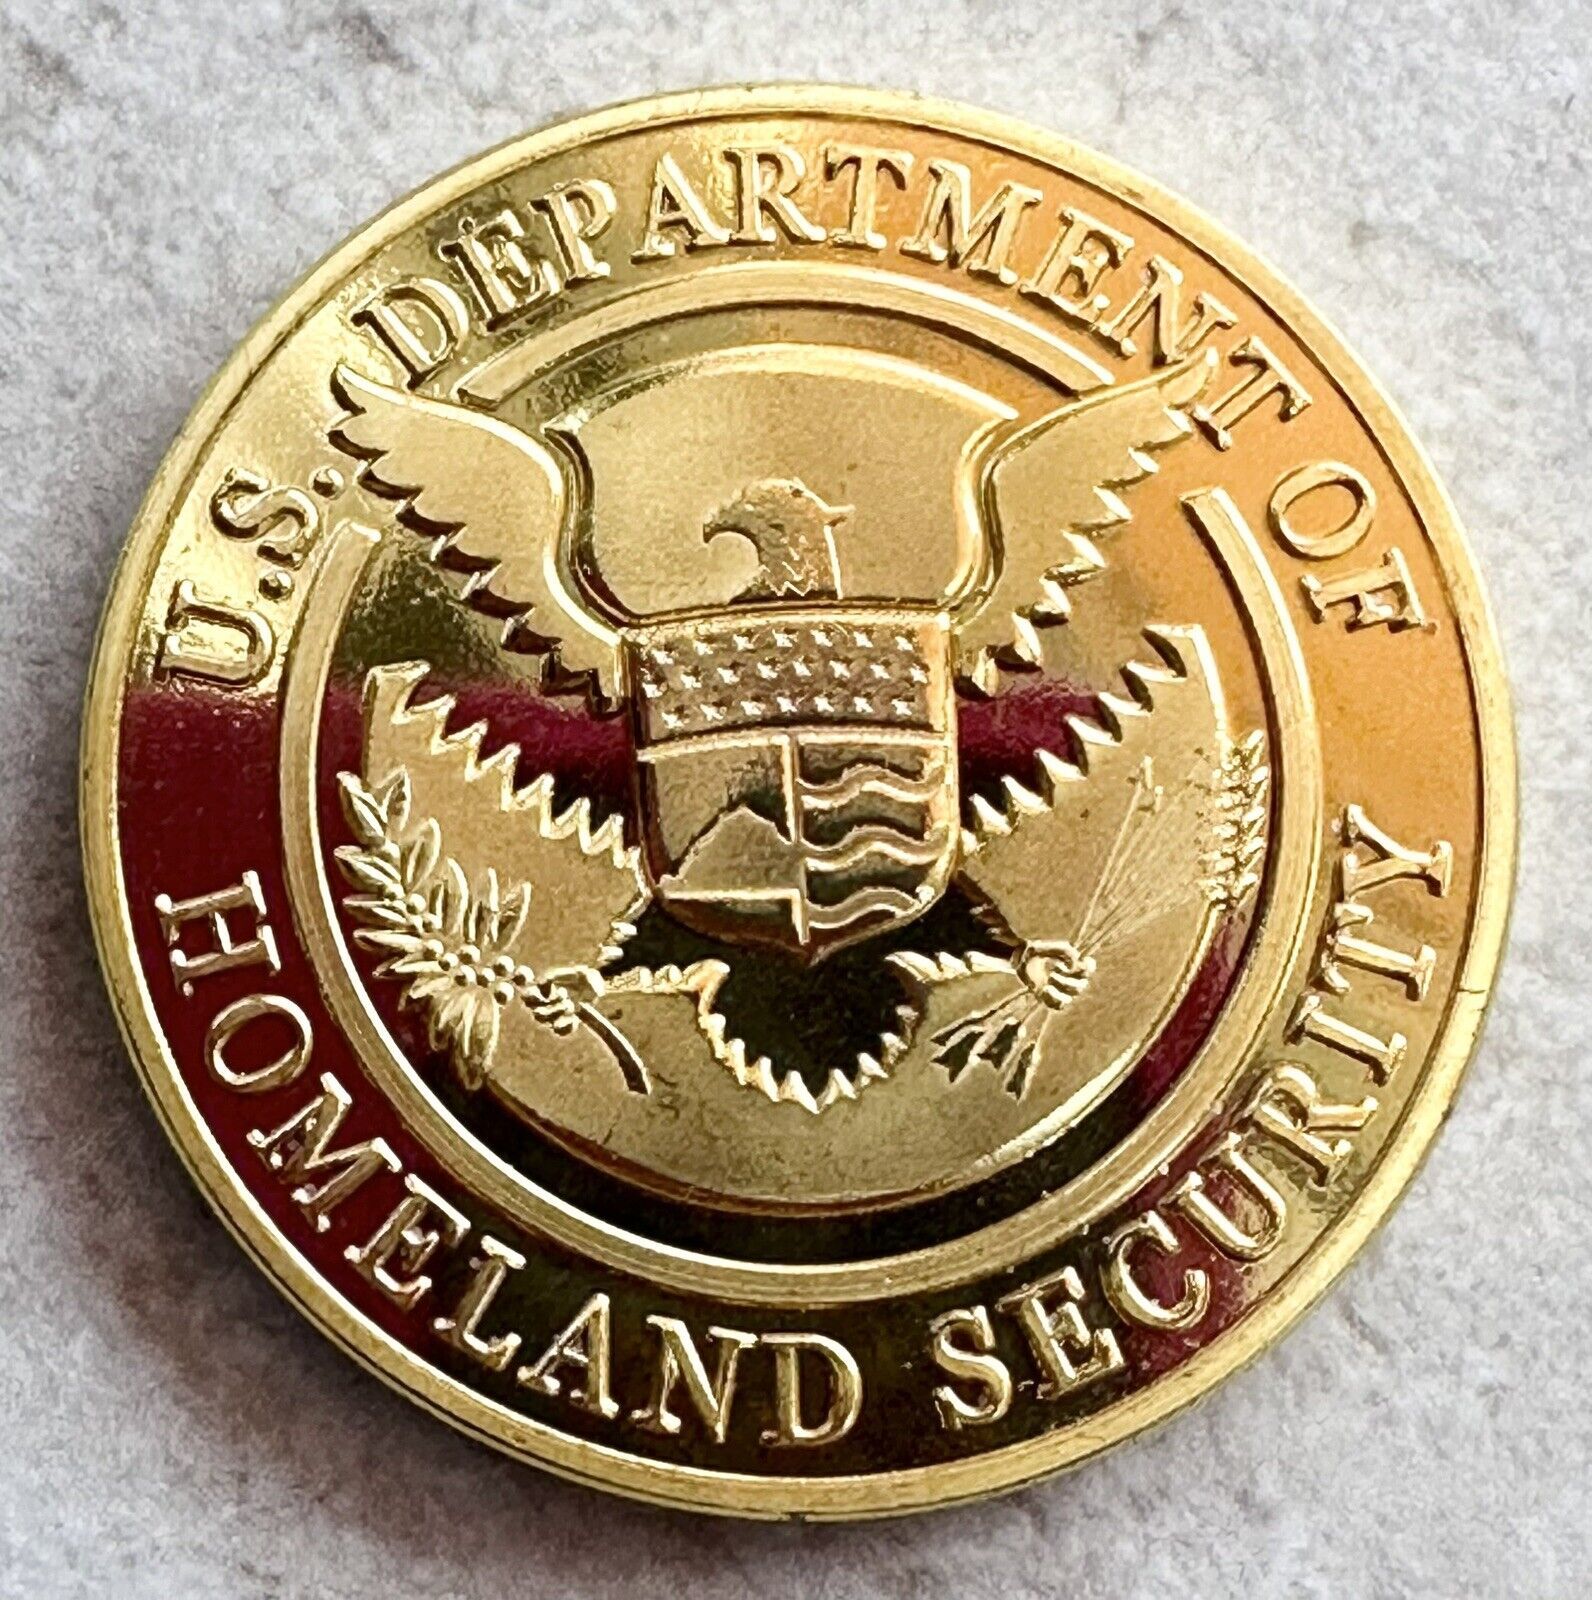 U.S. DEPARTMENT OF
HOMELAND SECURITY